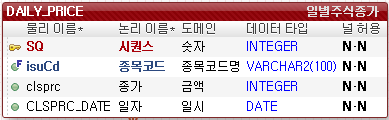 DAILY_PRICE 일별주식종가
물리 이름* 논리 이름* 도메인 데이터 타입 널 허용
SQ 시퀀스 숫자 INTEGER N·N
F isuCd 종목코드 종목코드명 VARCHAR2(100) N·N
clsprc 종가 금액 INTEGER N·N
CLSPRC_DATE 일자 일시 DATE N·N